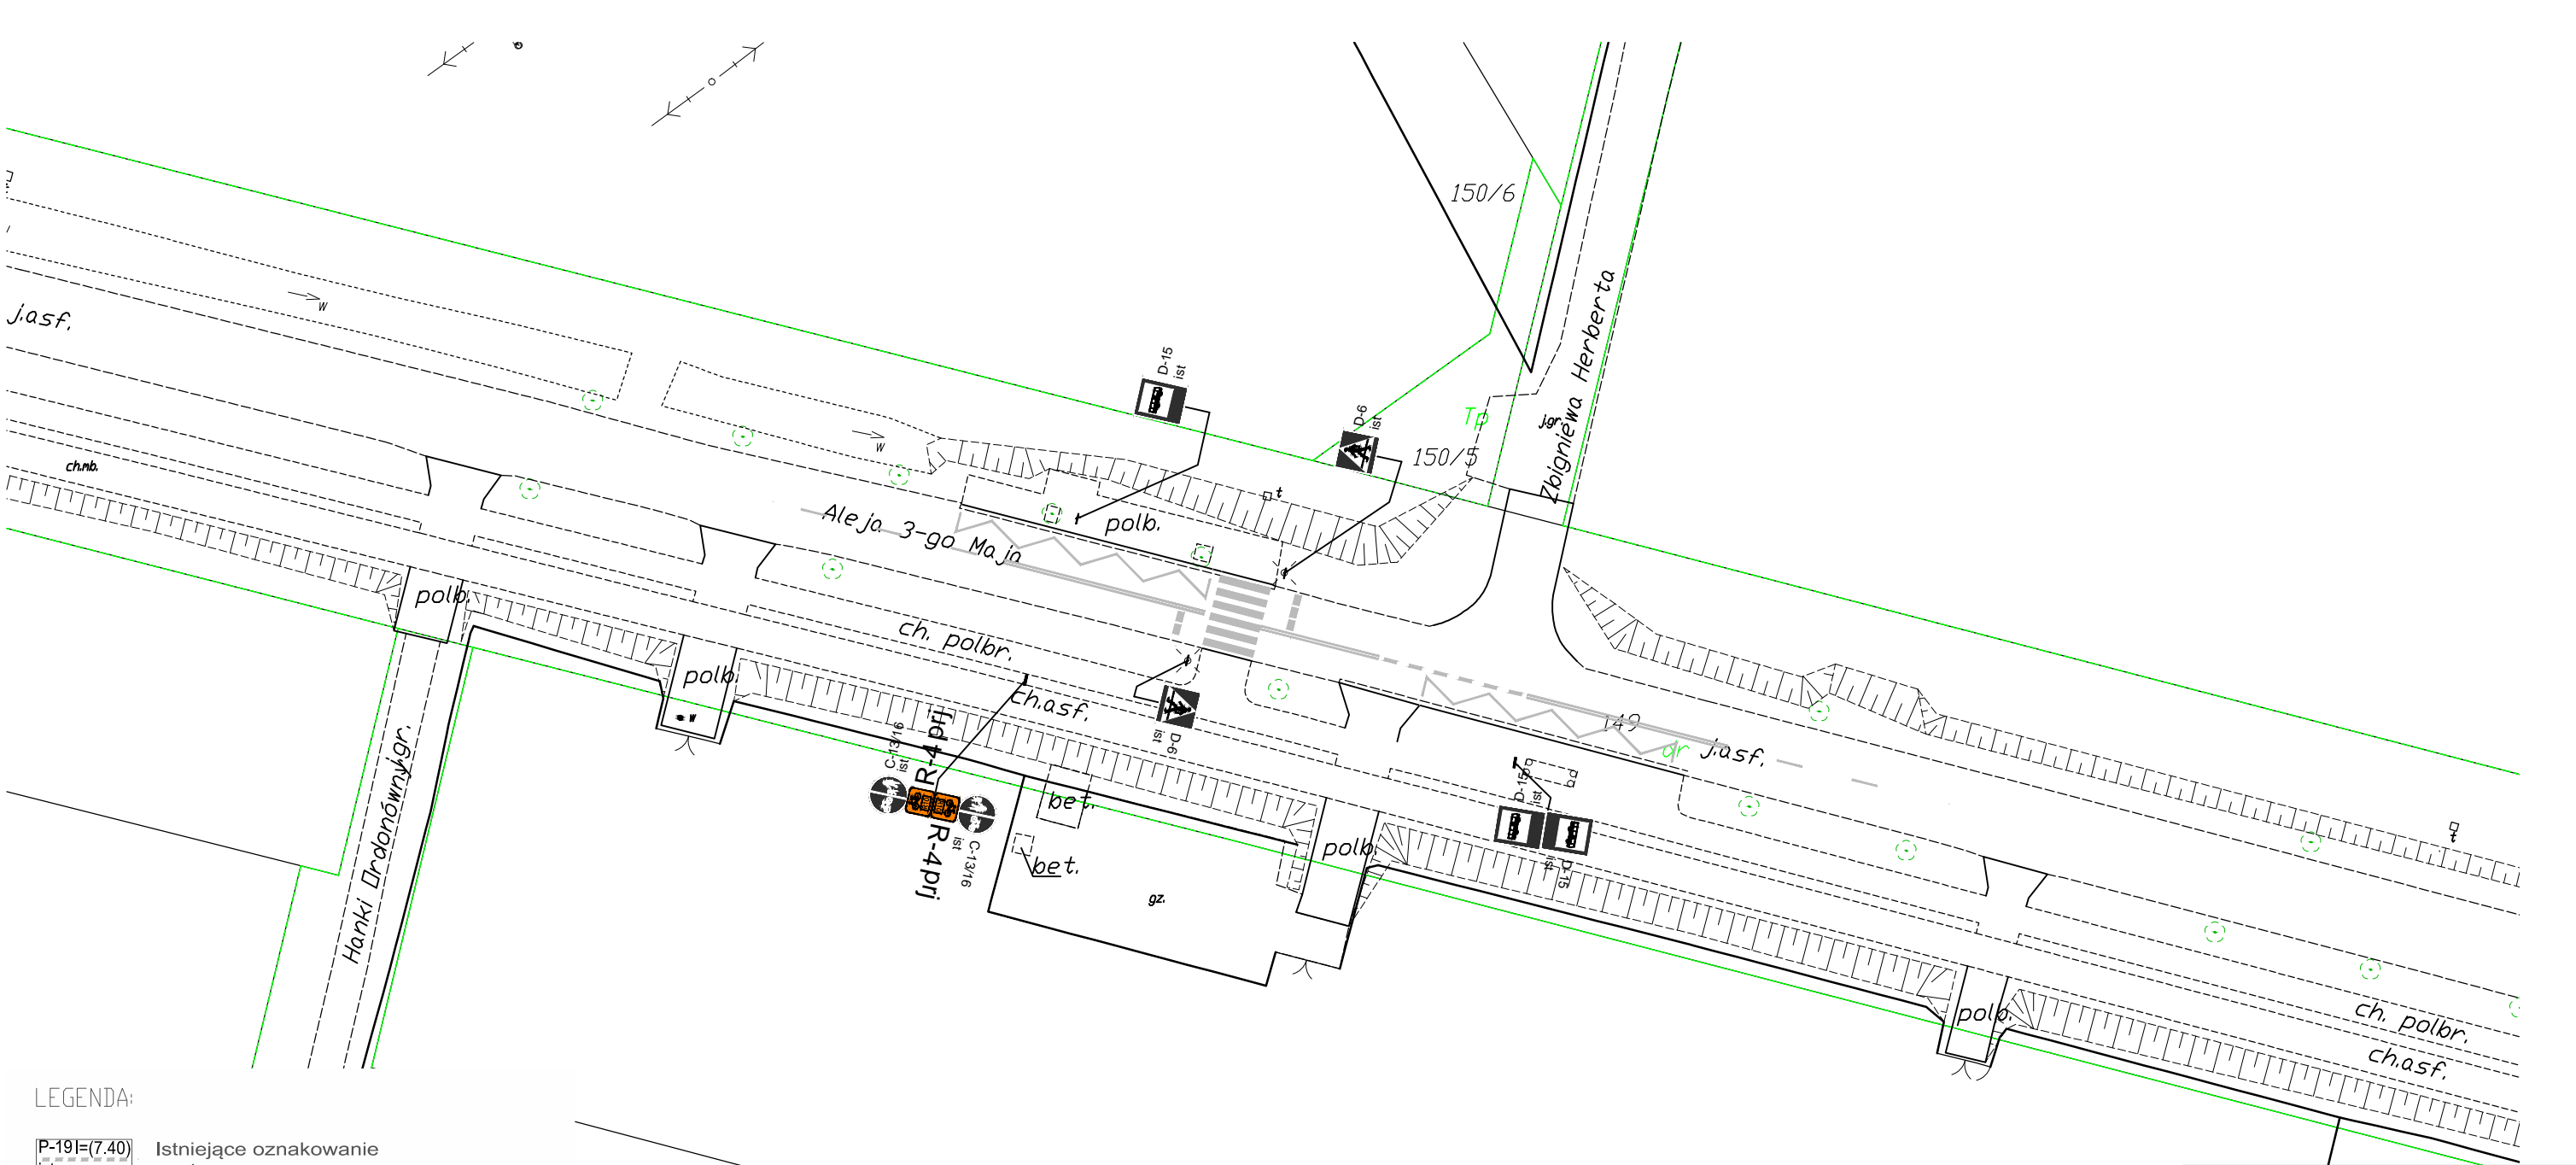 150/6
Zbigniewa Herberta
j.gr.
Tp
150/5
w
j.asf.
D-15
ist
D-6
ist
w
ch.mb.
t
polb.
Aleja 3-go Maja
polb.
ch. polbr.
polb.
w
ch.asf.
C-13/16
ist
R-4prj
R-4prj
C-13/16
ist
D-6
ist
149
dr
j.asf.
D-15
ist
D-15
ist
bet.
bet.
gz.
polb.
t
Hanki Ordonówny
gr.
polb.
ch. polbr.
ch.asf.
LEGENDA:
P-19I=(7.40)
Istniejące oznakowanie